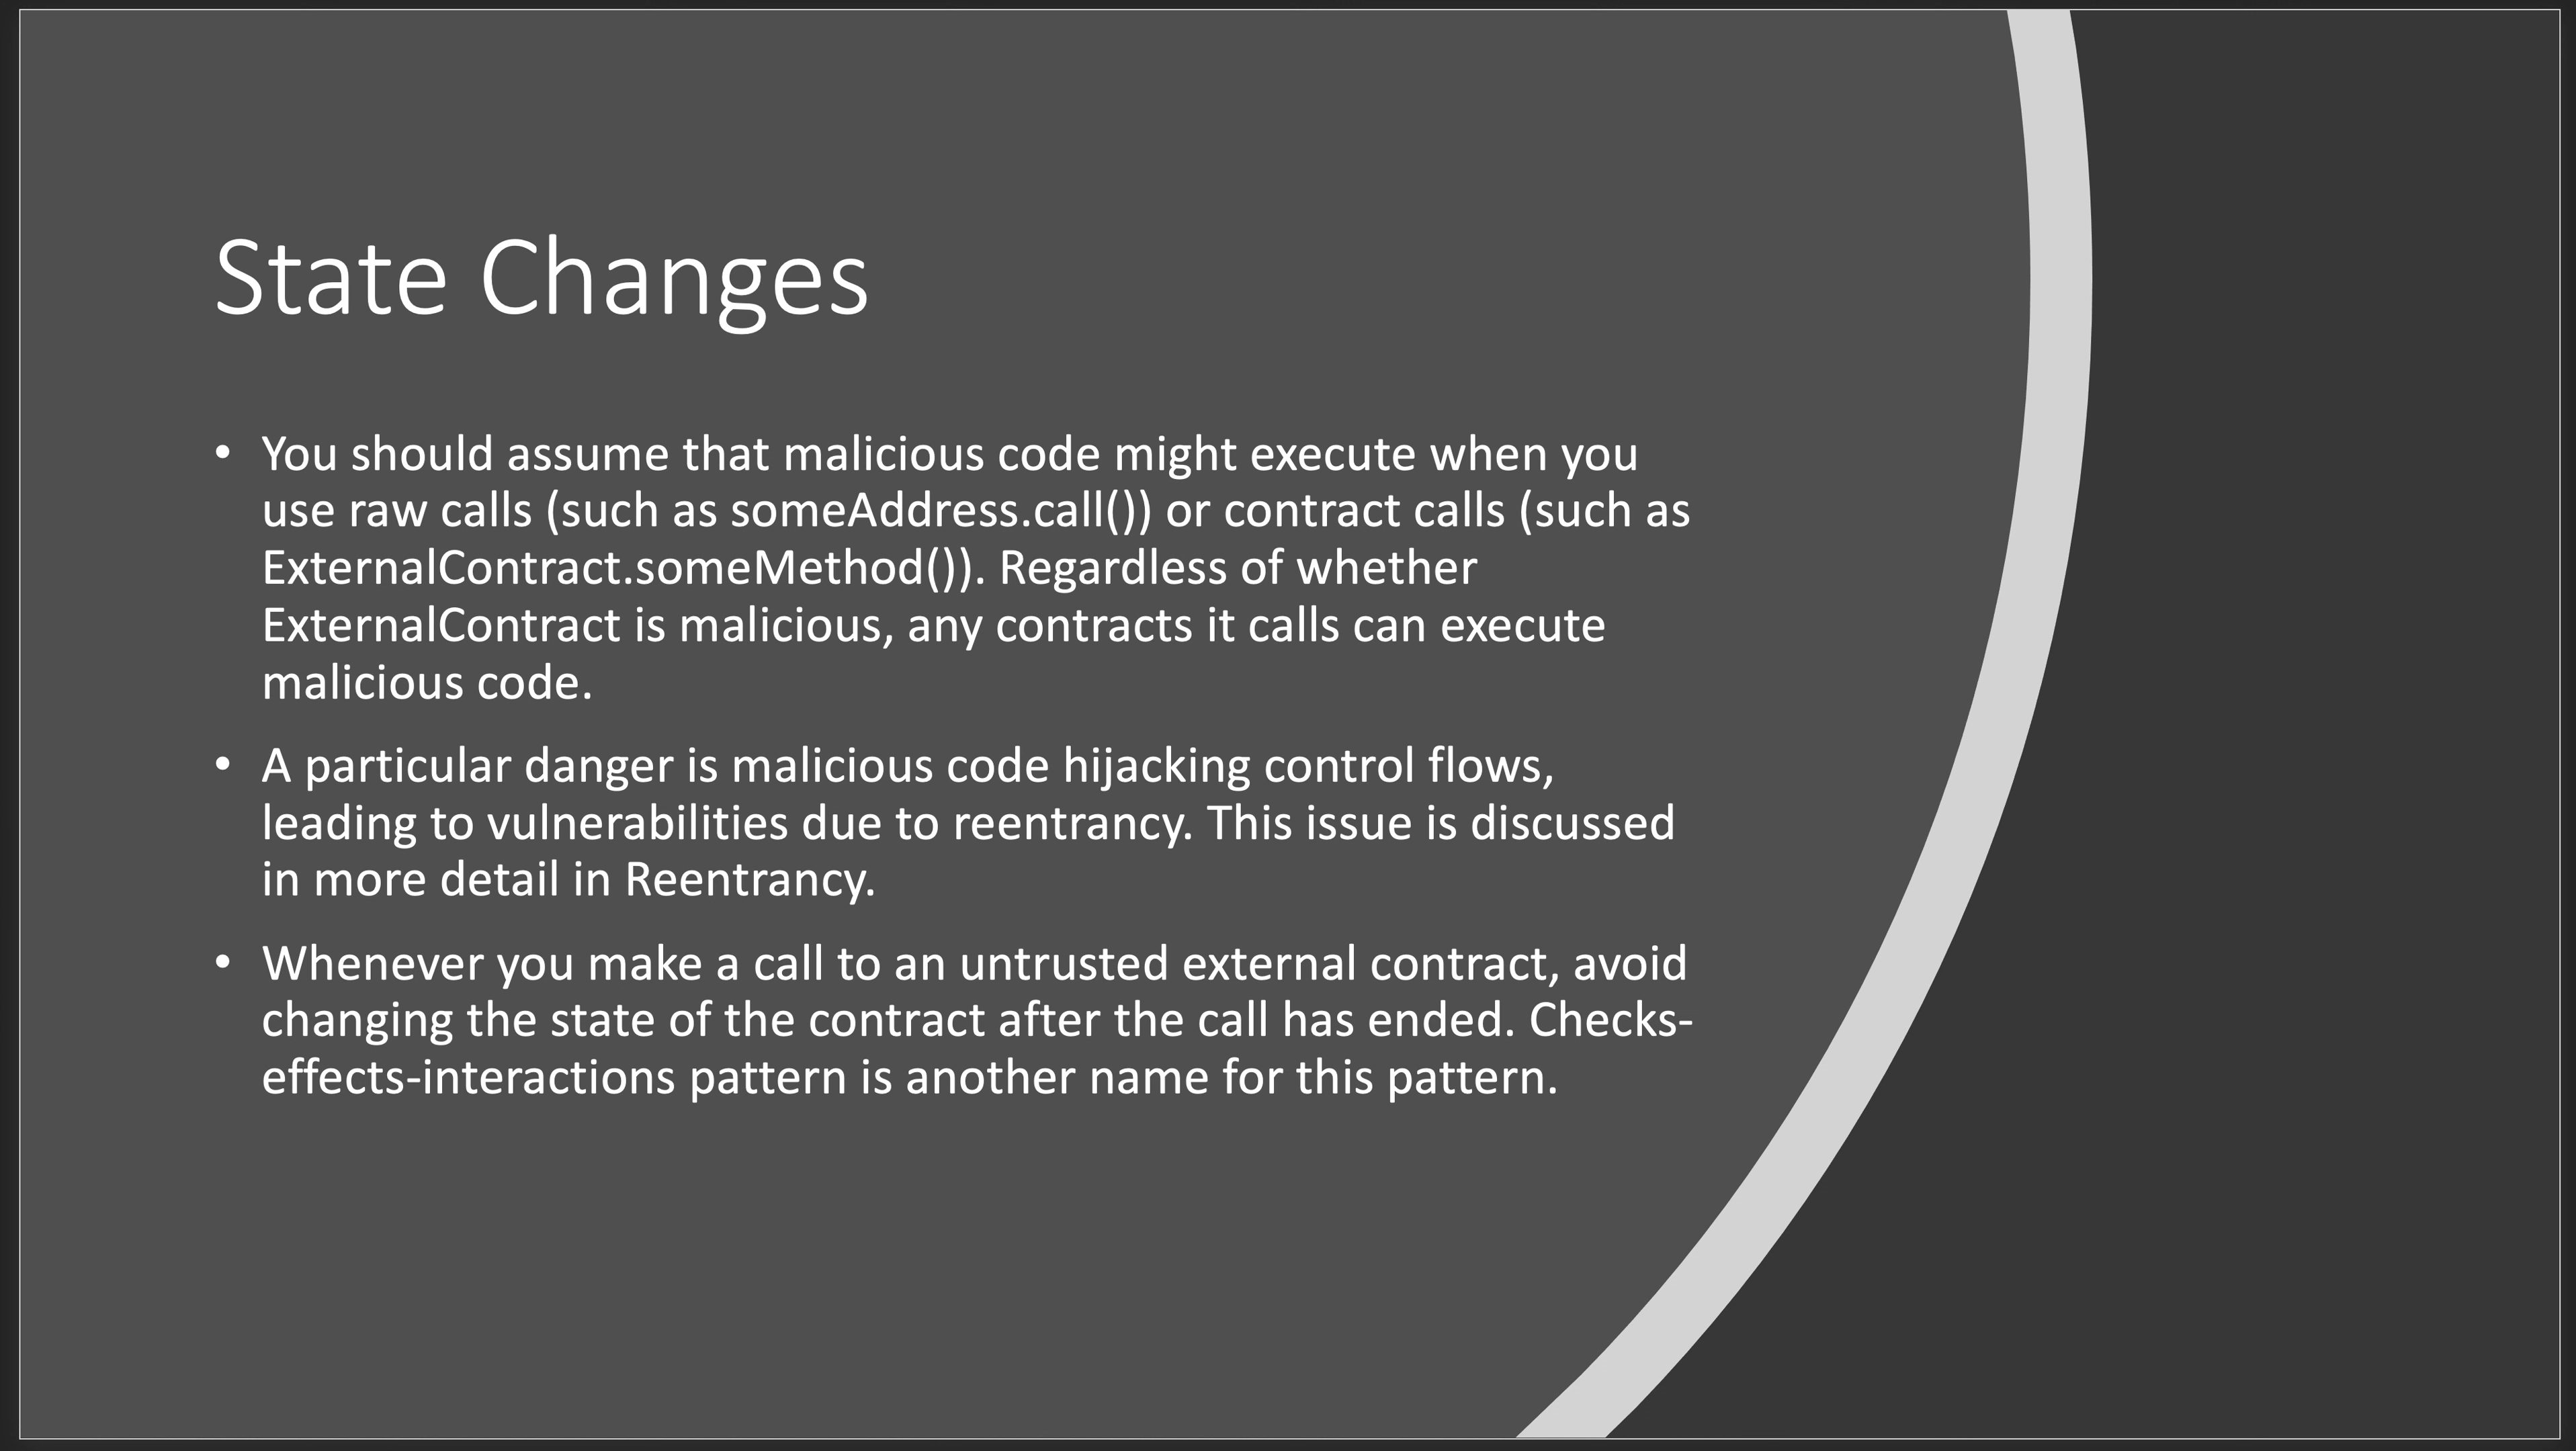 State Changes
• You should assume that malicious code might execute when you
use raw calls (such as someAddress.call()) or contract calls (such as
ExternalContract.someMethod()). Regardless of whether
ExternalContract is malicious, any contracts it calls can execute
malicious code.
• A particular danger is malicious code hijacking control flows,
leading to vulnerabilities due to reentrancy. This issue is discussed
in more detail in Reentrancy.
• Whenever you make a call to an untrusted external contract, avoid
changing the state of the contract after the call has ended. Checks-
effects-interactions pattern is another name for this pattern.